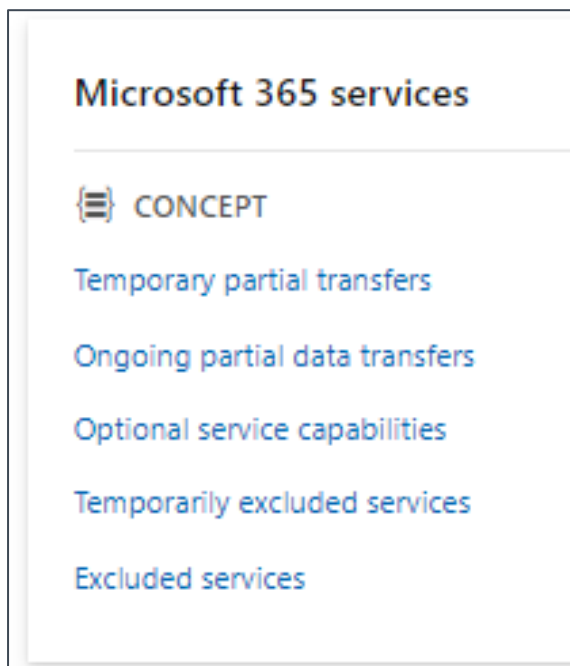 Microsoft 365 services
CONCEPT
Temporary partial transfers
Ongoing partial data transfers
Optional service capabilities
Temporarily excluded services
Excluded services